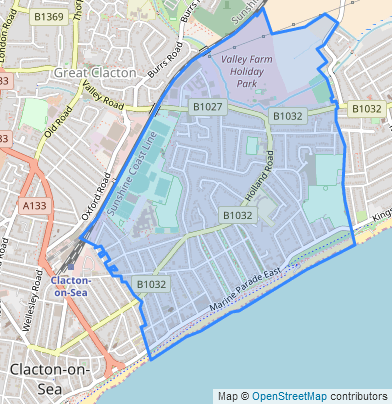 B1369
London Road
Thor
Burrs Road
Burrs
Sunshine
Great Clacton
Valley Farm
Holiday
Park
Valley Road
Old Road
B1027
B1032
B1032
Sunshine Coast Line
33
33
A133
Oxford Road
Holland Road
B1032
Kings
Wellesley Road
Clacton-
on-Sea
B1032
Marine Parade East
Clacton-on-
Sea
Map © OpenStreetMap contributors